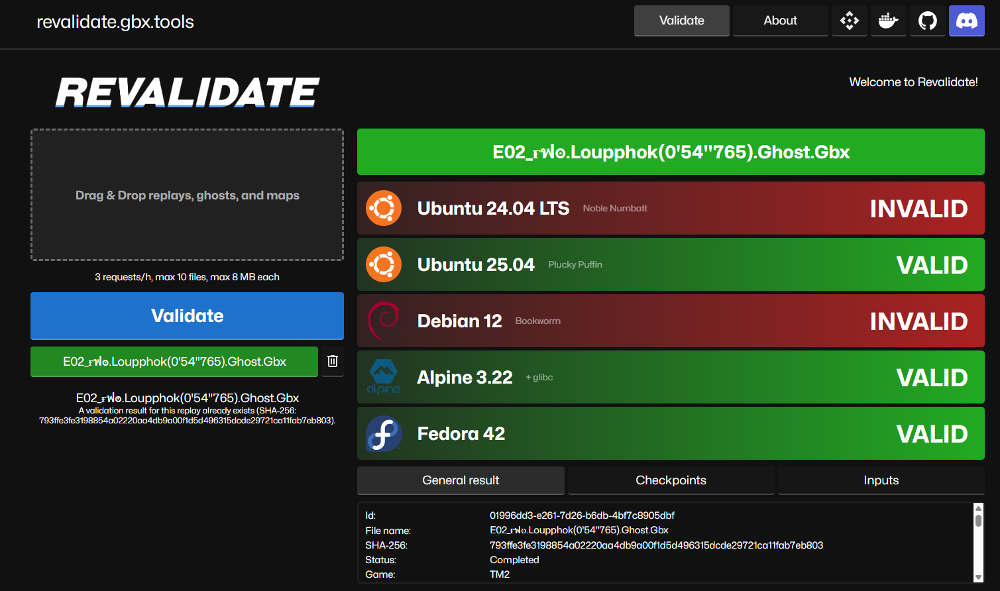 revalidate.gbx.tools
Validate
About
REVALIDATE
Welcome to Revalidate!
Drag & Drop replays, ghosts, and maps
3 requests/h, max 10 files, max 8 MB each
Validate
E02_ғฟ๏.Loupphok(0'54''765).Ghost.Gbx
E02_ғฟ๏.Loupphok(0'54''765).Ghost.Gbx
A validation result for this replay already exists (SHA-256:
793ffe3fe3198854a02220aa4db9a00f1d5d496315dcde29721ca11fab7eb803).
E02_ғฟ๏.Loupphok(0'54''765).Ghost.Gbx
Ubuntu 24.04 LTS Noble Numbatt INVALID
Ubuntu 25.04 Plucky Puffin VALID
Debian 12 Bookworm INVALID
alpine Alpine 3.22 + glibc VALID
Fedora 42 VALID
General result
Checkpoints
Inputs
Id: 01996dd3-e261-7d26-b6db-4bf7c8905dbf
File name: E02_ғฟ๏.Loupphok(0'54''765).Ghost.Gbx
SHA-256: 793ffe3fe3198854a02220aa4db9a00f1d5d496315dcde29721ca11fab7eb803
Status: Completed
Game: TM2